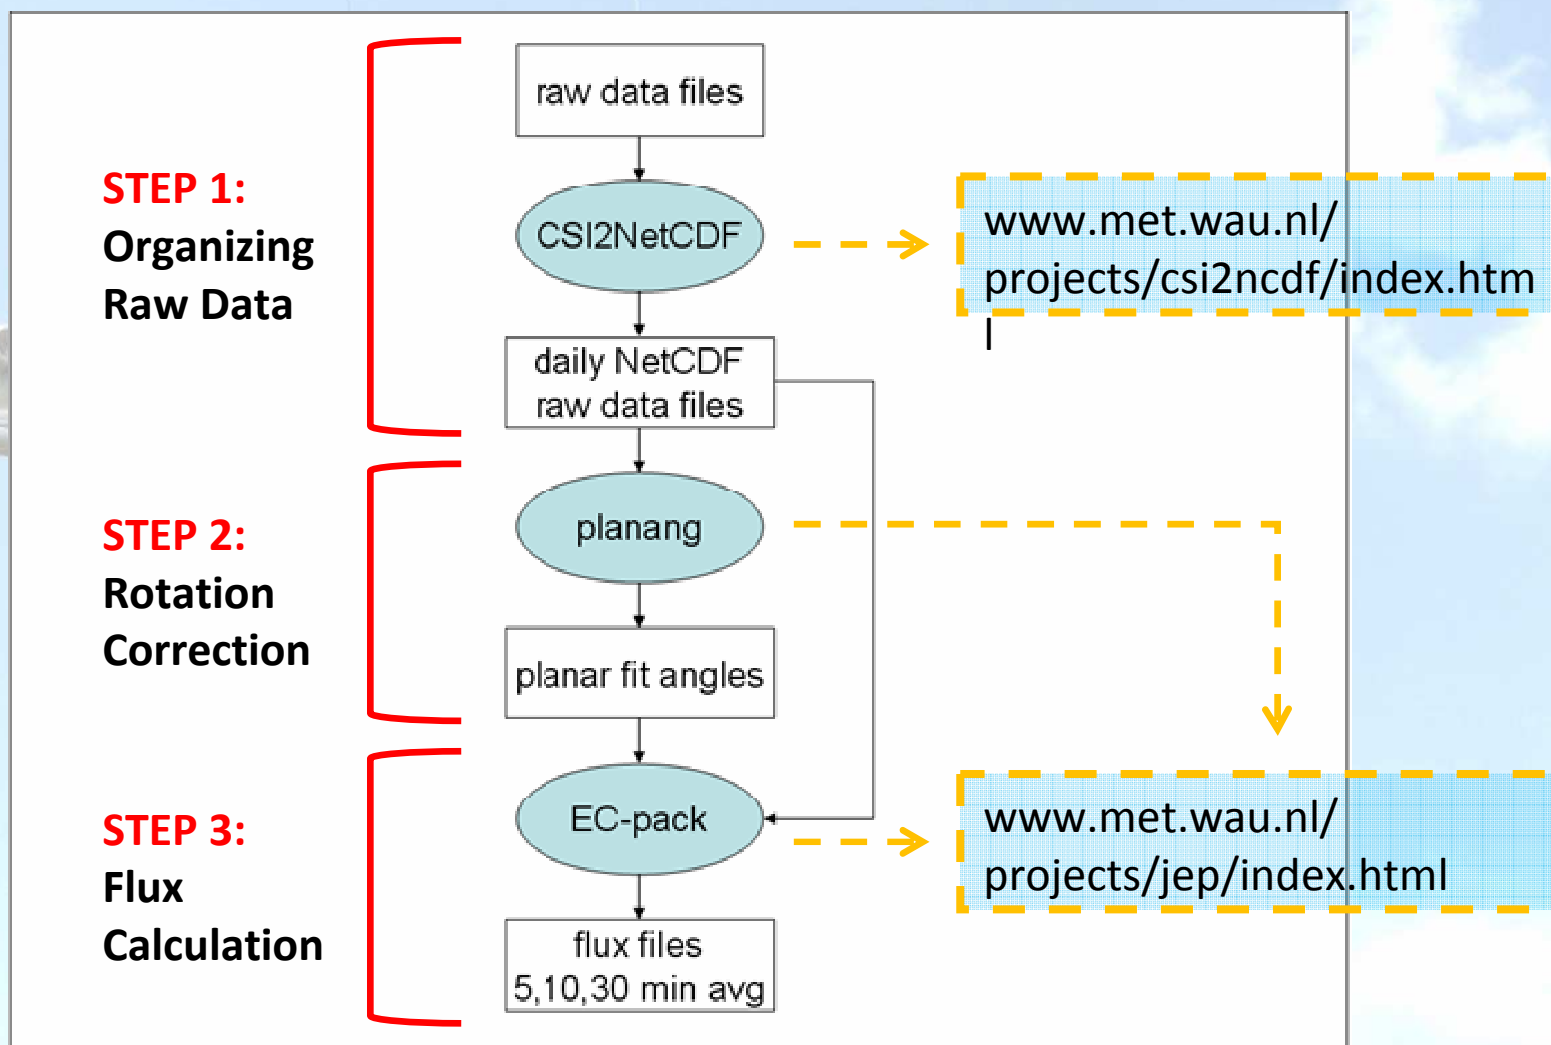 raw data files
STEP 1:
Organizing
Raw Data
CSI2NetCDF
www.met.wau.nl/
projects/csi2ncdf/index.htm
l
daily NetCDF
raw data files
STEP 2:
Rotation
Correction
planang
planar fit angles
STEP 3:
Flux
Calculation
EC-pack
www.met.wau.nl/
projects/jep/index.html
flux files
5,10,30 min avg